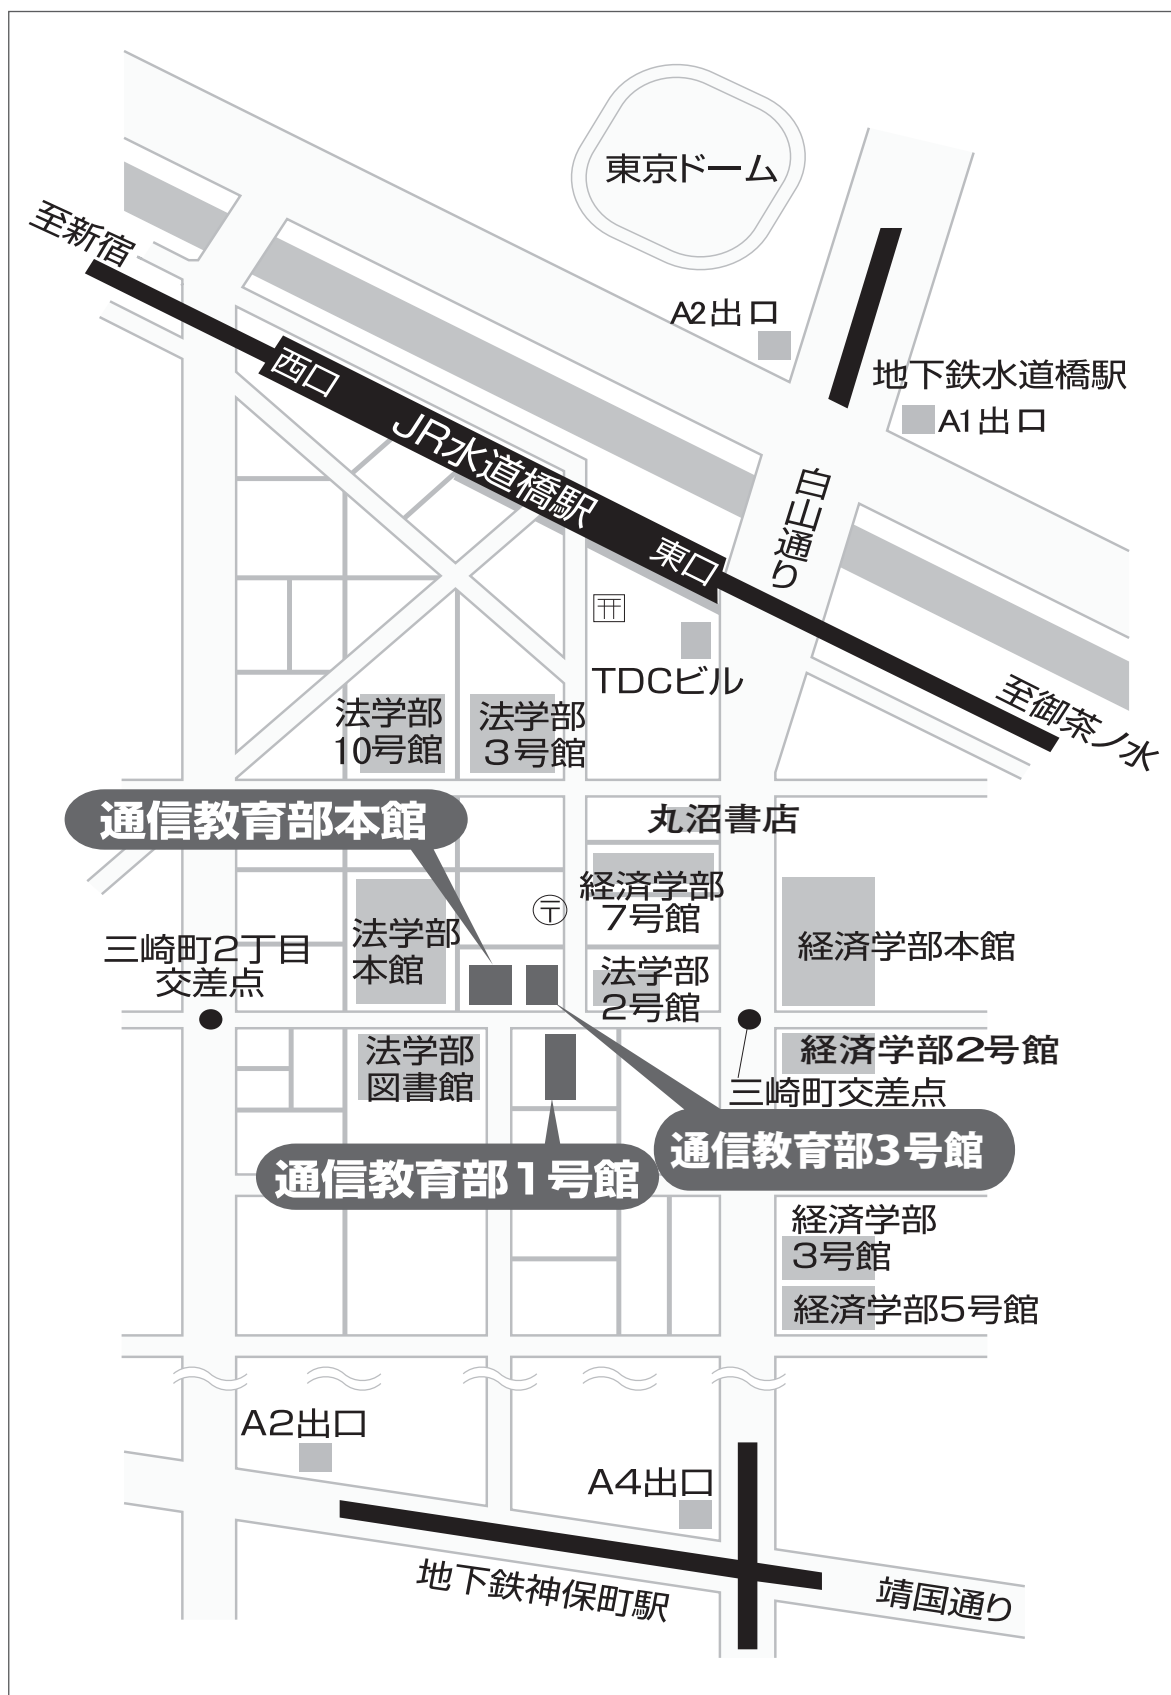 東京ドーム
至新宿
A2出口
地下鉄水道橋駅
A1出口
西口
JR水道橋駅
東口
白山通り
TDCビル
至御茶ノ水
法学部
10号館
法学部
3号館
通信教育部本館
丸沼書店
経済学部
7号館
〒
三崎町2丁目
交差点
法学部
本館
法学部
2号館
経済学部本館
法学部
図書館
経済学部2号館
三崎町交差点
通信教育部1号館
通信教育部3号館
経済学部
3号館
経済学部5号館
A2出口
A4出口
地下鉄神保町駅
靖国通り